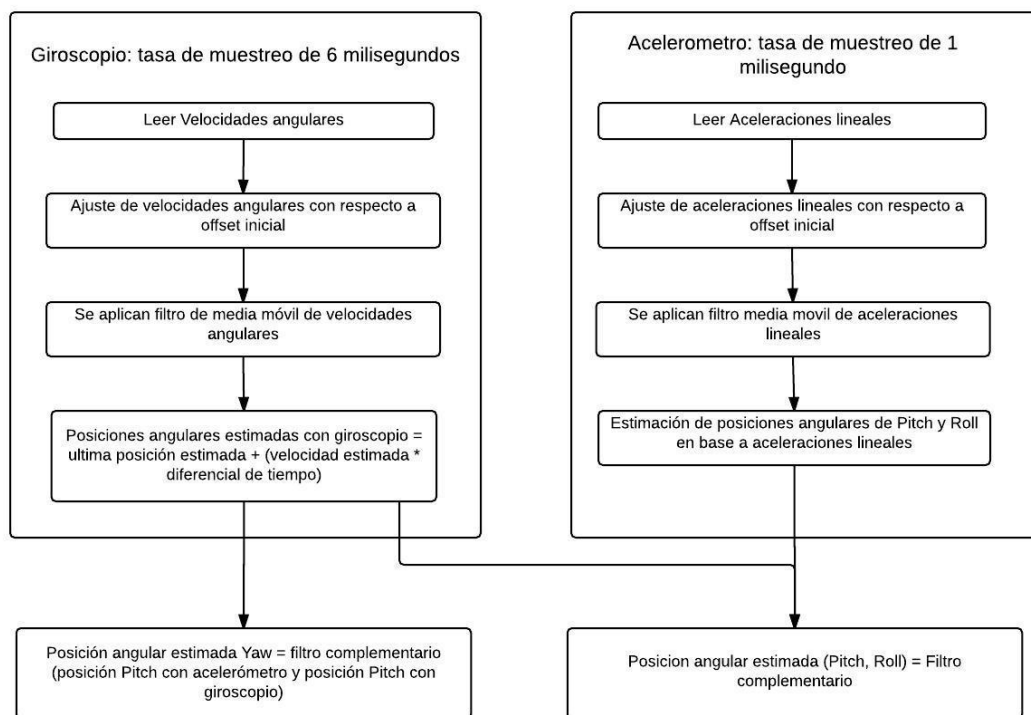 Giroscopio: tasa de muestreo de 6 milisegundos
Leer Velocidades angulares
Ajuste de velocidades angulares con respecto a
offset inicial
Se aplican filtro de media móvil de velocidades
angulares
Posiciones angulares estimadas con giroscopio =
ultima posición estimada + (velocidad estimada *
diferencial de tiempo)
Acelerometro: tasa de muestreo de 1
milisegundo
Leer Aceleraciones lineales
Ajuste de aceleraciones lineales con respecto a
offset inicial
Se aplican filtro media movil de aceleraciones
lineales
Estimación de posiciones angulares de Pitch y Roll
en base a aceleraciones lineales
Posición angular estimada Yaw = filtro complementario
(posición Pitch con acelerómetro y posición Pitch con
giroscopio)
Posicion angular estimada (Pitch, Roll) = Filtro
complementario